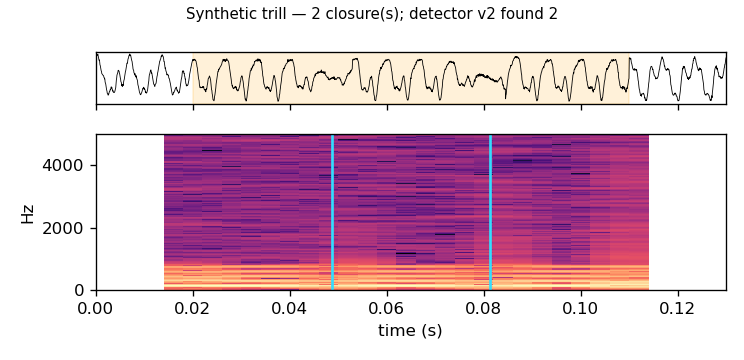 Synthetic trill — 2 closure(s); detector v2 found 2
4000
2000
0
Hz
0.00 0.02 0.04 0.06 0.08 0.10 0.12
time (s)